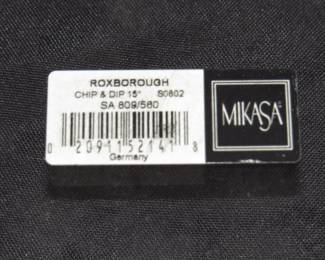 ROXBOROUGH
CHIP & DIP 15" S0802
SA 809/560
MIKASA
0 20911 52141 8
Germany